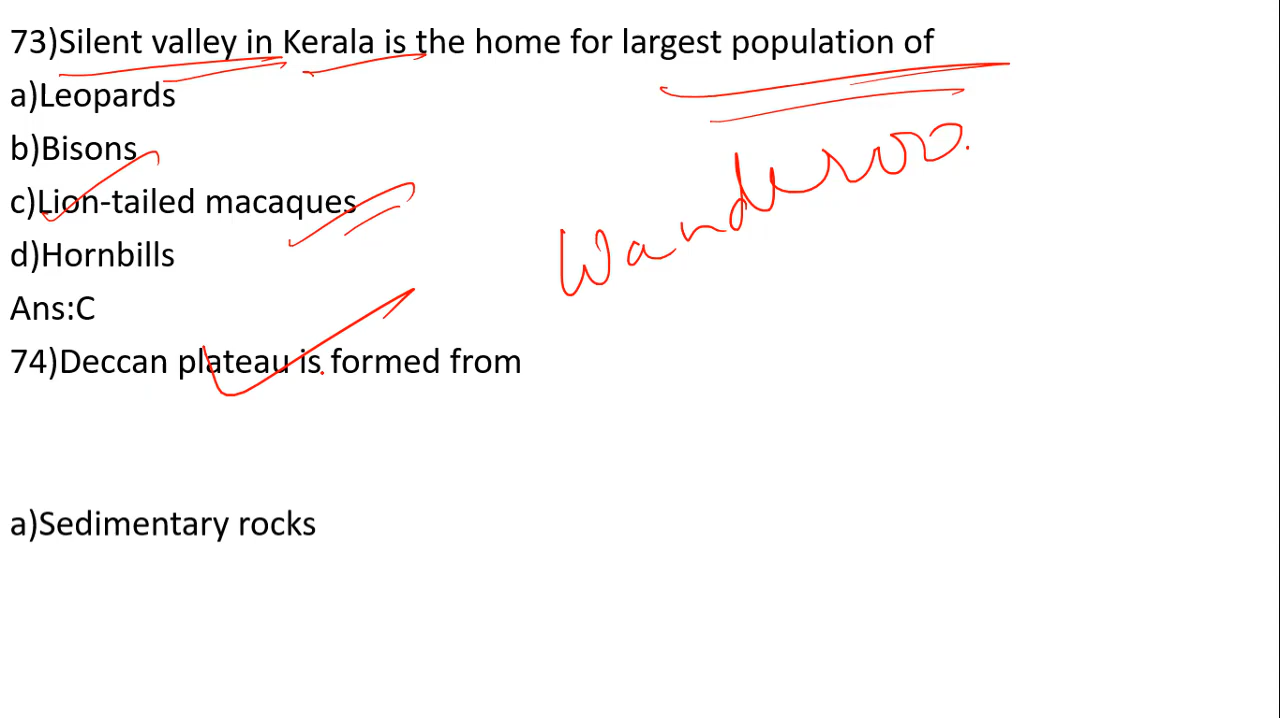 73)Silent valley in Kerala is the home for largest population of
a)Leopards
b)Bisons
c)Lion-tailed macaques
d)Hornbills
Wanderoo.
Ans:C
74)Deccan plateau is formed from
a)Sedimentary rocks